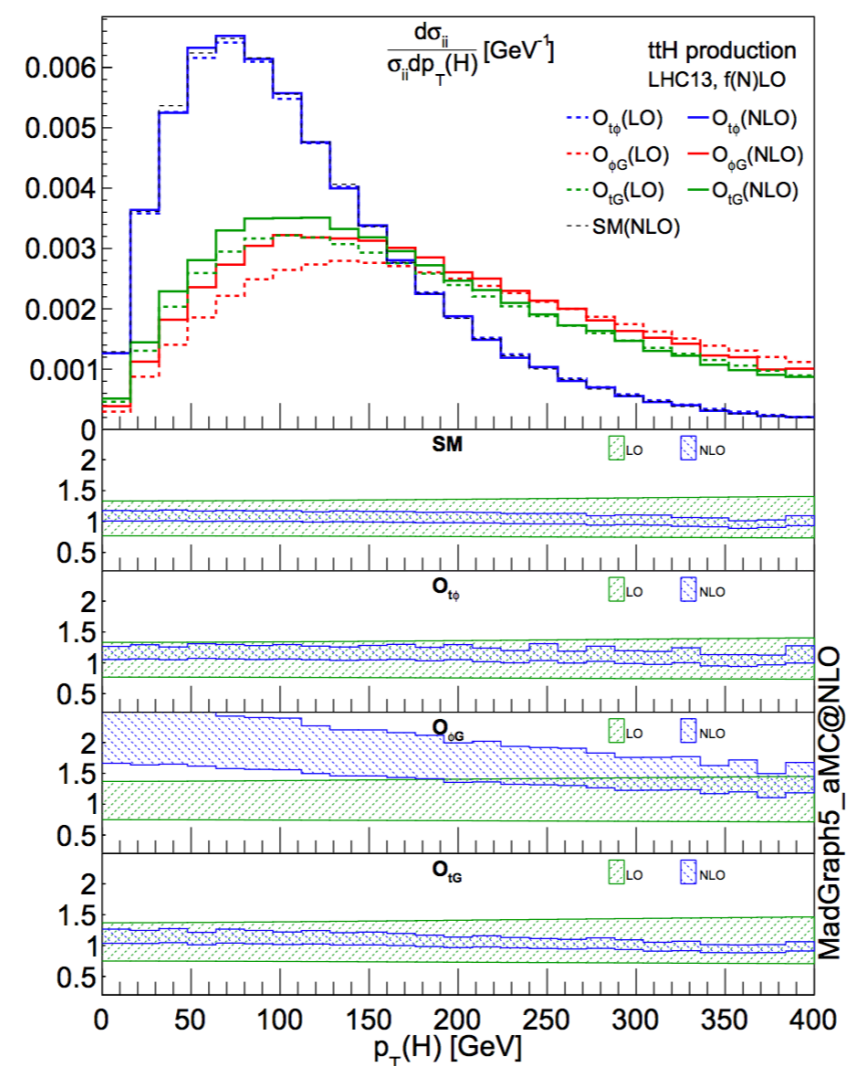 dσ_ii / σ_ii dp_T(H) [GeV⁻¹]
ttH production
LHC13, f(N)LO
O_tϕ(LO) O_tϕ(NLO)
O_ϕG(LO) O_ϕG(NLO)
O_tG(LO) O_tG(NLO)
SM(NLO)
0.006
0.005
0.004
0.003
0.002
0.001
0
SM LO NLO
2
1.5
1
0.5
O_tϕ LO NLO
2
1.5
1
0.5
O_ϕG LO NLO
2
1.5
1
0.5
O_tG LO NLO
2
1.5
1
0.5
0 50 100 150 200 250 300 350 400
p_T(H) [GeV]
MadGraph5_aMC@NLO